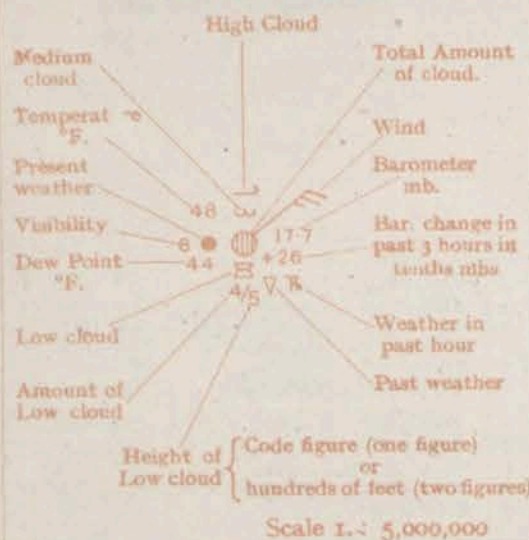 High Cloud
Medium
cloud
Total Amount
of cloud.
Temperat e
°F.
Wind
Present
weather
Barometer
mb.
48
Visibility
8
17.7
Bar. change in
past 3 hours in
tenths mbs
+26
Dew Point
°F.
44
4/5
Low cloud
Weather in
past hour
Amount of
Low cloud
Past weather
Height of
Low cloud
Code figure (one figure)
or
hundreds of feet (two figures)
Scale 1.: 5,000,000